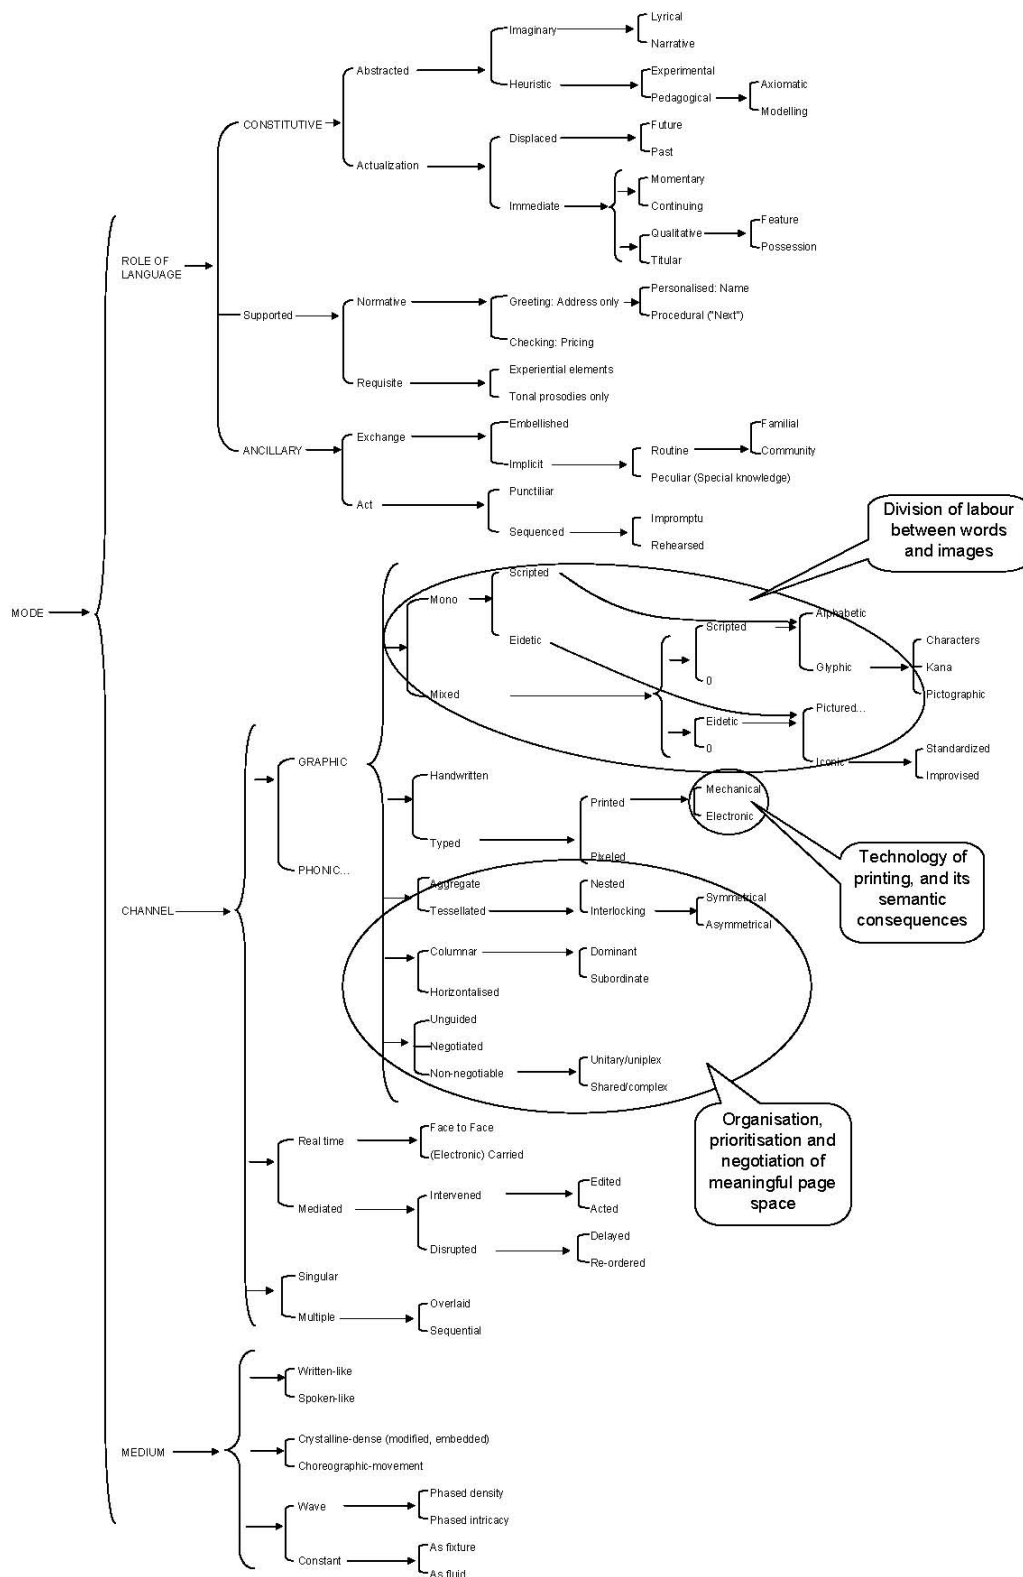 Lyrical
Imaginary
Narrative
Abstracted
Experimental
Heuristic
Pedagogical
Axiomatic
Modelling
CONSTITUTIVE
Future
Displaced
Past
Actualization
Momentary
Immediate
Continuing
Qualitative
Feature
Possession
Titular
ROLE OF
LANGUAGE
Personalised: Name
Normative
Greeting: Address only
Procedural ("Next")
Supported
Checking: Pricing
Experiential elements
Requisite
Tonal prosodies only
Embellished
Familial
Exchange
ANCILLARY
Routine
Community
Implicit
Peculiar (Special knowledge)
Punctiliar
Act
Impromptu
Sequenced
Rehearsed
Division of labour
between words
and images
MODE
Scripted
Mono
Alphabetic
Scripted
Eidetic
Characters
Glyphic
Kana
0
Mixed
Pictographic
Pictured...
Eidetic
0
Standardized
Iconic
Improvised
GRAPHIC
Handwritten
Mechanical
Printed
Electronic
Typed
Pixeled
PHONIC...
Technology of
printing, and its
semantic
consequences
Aggregate
Nested
Symmetrical
CHANNEL
Tessellated
Interlocking
Asymmetrical
Columnar
Dominant
Subordinate
Horizontalised
Unguided
Negotiated
Unitary/uniplex
Non-negotiable
Shared/complex
Organisation,
prioritisation and
negotiation of
meaningful page
space
Face to Face
Real time
(Electronic) Carried
Edited
Intervened
Mediated
Acted
Delayed
Disrupted
Re-ordered
Singular
Overlaid
Multiple
Sequential
Written-like
Spoken-like
Crystalline-dense (modified, embedded)
MEDIUM
Choreographic-movement
Phased density
Wave
Phased intricacy
As fixture
Constant
As fluid